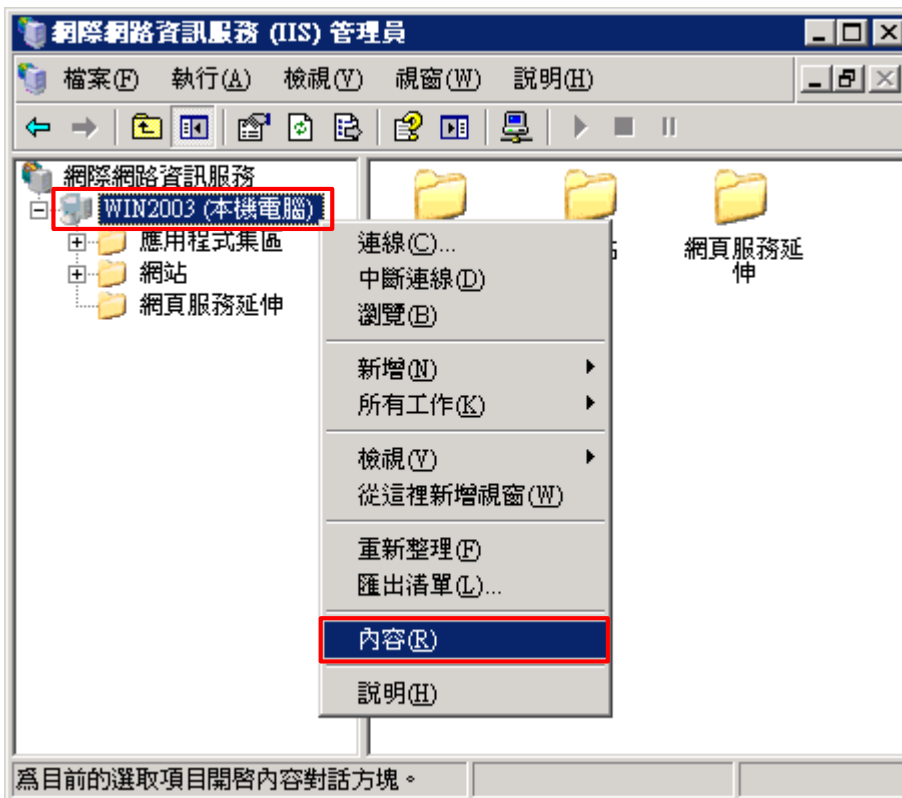 網際網路資訊服務 (IIS) 管理員
檔案(F) 執行(A) 檢視(V) 視窗(W) 說明(H)
網際網路資訊服務
WIN2003 (本機電腦)
應用程式集區
網站
網頁服務延伸
網頁服務延
伸
連線(C)...
中斷連線(D)
瀏覽(B)
新增(N)
所有工作(K)
檢視(V)
從這裡新增視窗(W)
重新整理(F)
匯出清單(L)...
內容(R)
說明(H)
為目前的選取項目開啓內容對話方塊。